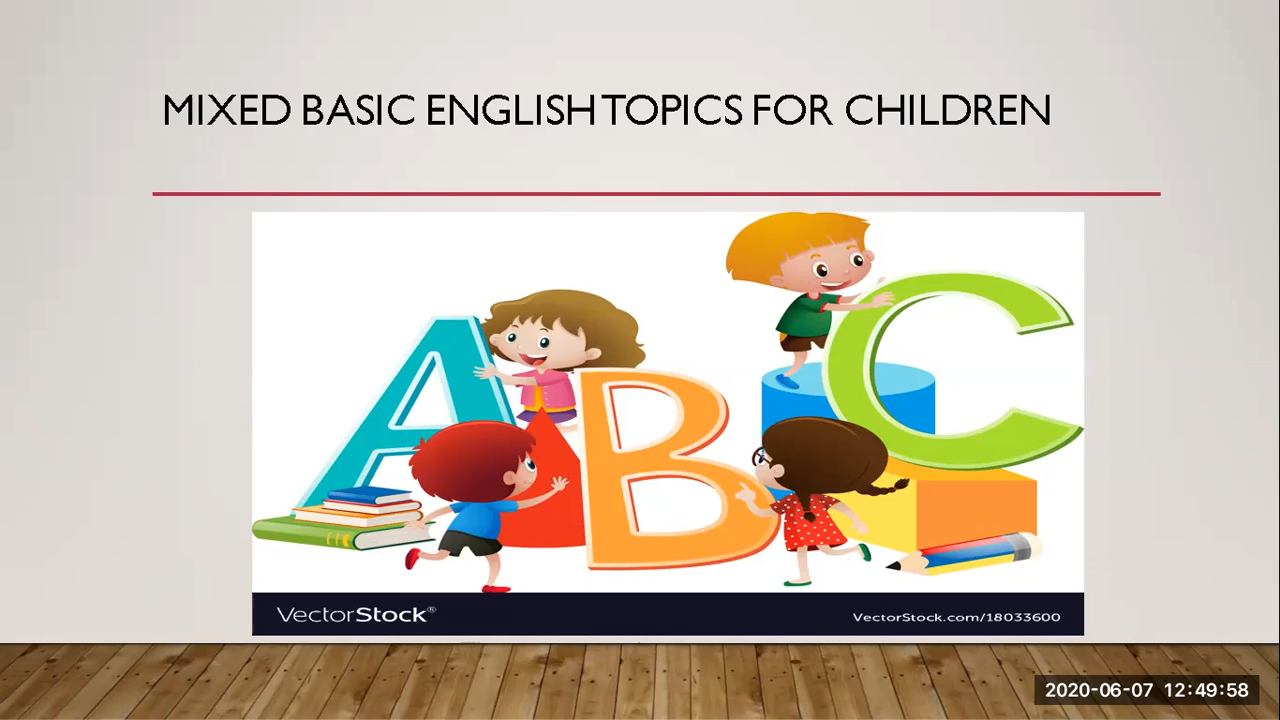 MIXED BASIC ENGLISH TOPICS FOR CHILDREN
A B C
VectorStock®
VectorStock.com/18033600
2020-06-07 12:49:58